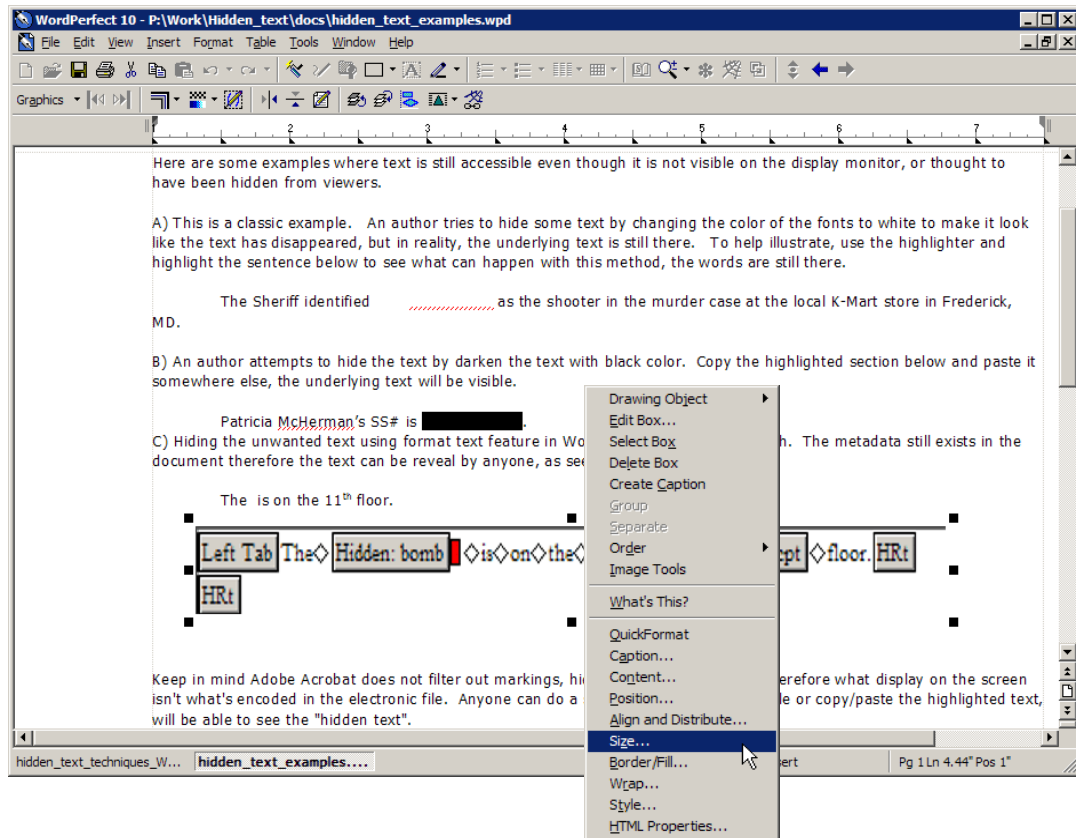 WordPerfect 10 - P:\Work\Hidden_text\docs\hidden_text_examples.wpd
File Edit View Insert Format Table Tools Window Help
Graphics
1 2 3 4 5 6 7
Here are some examples where text is still accessible even though it is not visible on the display monitor, or thought to
have been hidden from viewers.
A) This is a classic example. An author tries to hide some text by changing the color of the fonts to white to make it look
like the text has disappeared, but in reality, the underlying text is still there. To help illustrate, use the highlighter and
highlight the sentence below to see what can happen with this method, the words are still there.
The Sheriff identified as the shooter in the murder case at the local K-Mart store in Frederick,
MD.
B) An author attempts to hide the text by darken the text with black color. Copy the highlighted section below and paste it
somewhere else, the underlying text will be visible.
Patricia McHerman's SS# is .
C) Hiding the unwanted text using format text feature in Wo h. The metadata still exists in the
document therefore the text can be reveal by anyone, as see
The is on the 11th floor.
Left Tab The◇ Hidden: bomb ◇is◇on◇the◇ cpt ◇floor. HRt
HRt
Keep in mind Adobe Acrobat does not filter out markings, hi erefore what display on the screen
isn't what's encoded in the electronic file. Anyone can do a le or copy/paste the highlighted text,
will be able to see the "hidden text".
Drawing Object
Edit Box...
Select Box
Delete Box
Create Caption
Group
Separate
Order
Image Tools
What's This?
QuickFormat
Caption...
Content...
Position...
Align and Distribute...
Size...
Border/Fill...
Wrap...
Style...
HTML Properties...
hidden_text_techniques_W... hidden_text_examples.... sert Pg 1 Ln 4.44" Pos 1"